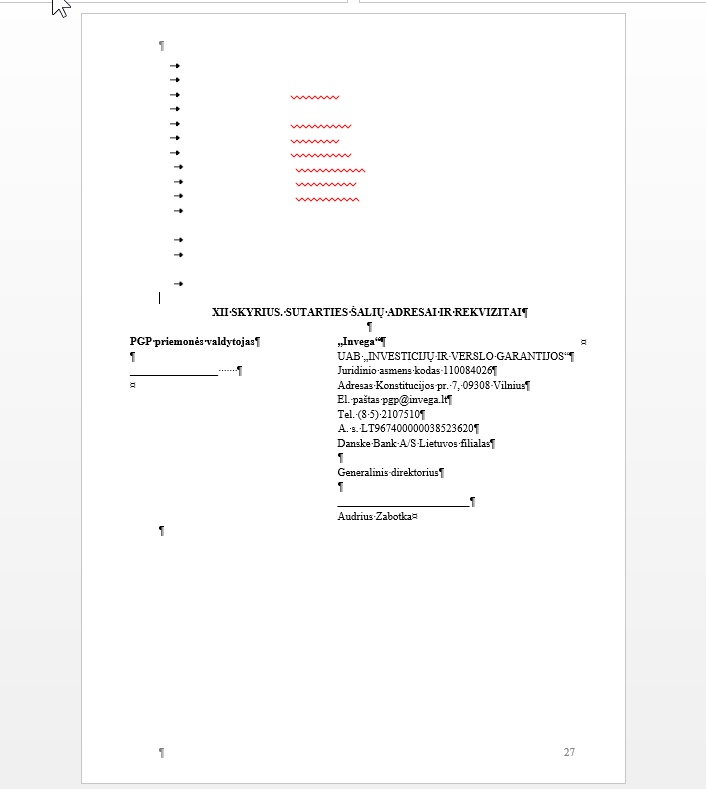 XII SKYRIUS. SUTARTIES ŠALIŲ ADRESAI IR REKVIZITAI
PGP priemonės valdytojas
„Invega“
UAB „INVESTICIJŲ IR VERSLO GARANTIJOS“
Juridinio asmens kodas 110084026
Adresas Konstitucijos pr. 7, 09308 Vilnius
El. paštas pgp@invega.lt
Tel. (8 5) 2107510
A. s. LT967400000038523620
Danske Bank A/S Lietuvos filialas
Generalinis direktorius
Audrius Zabotka
27